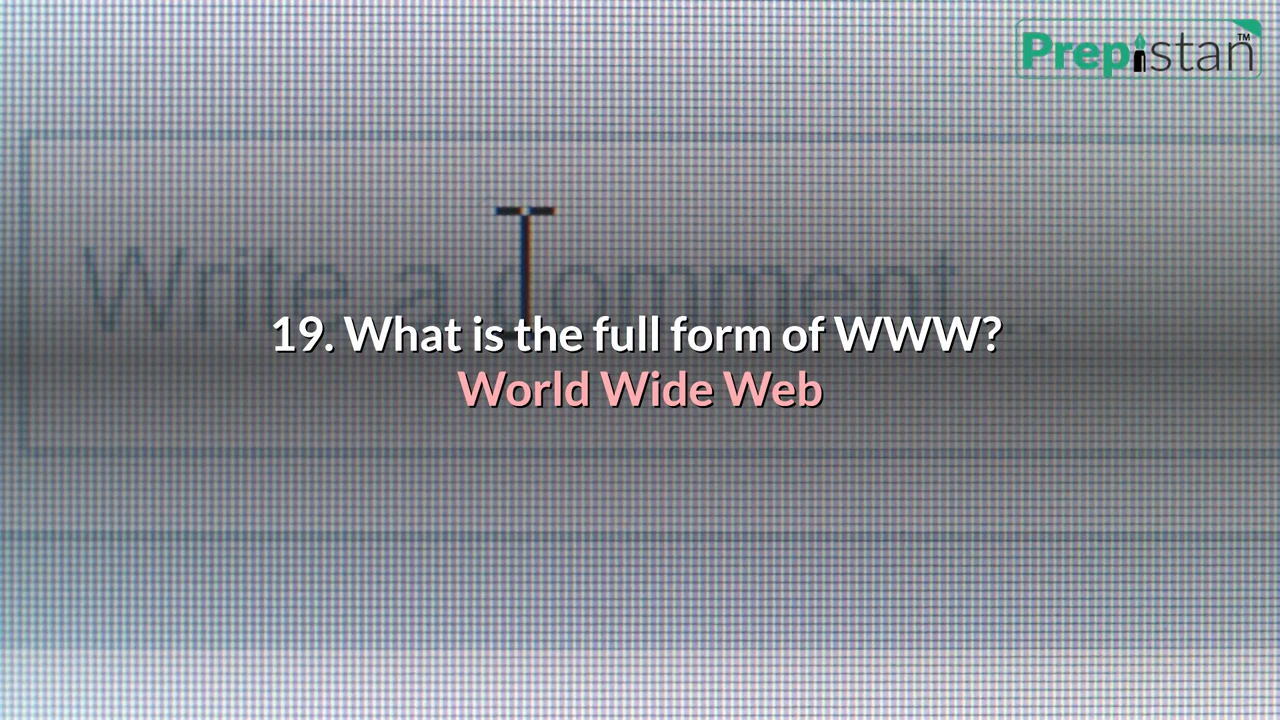 Prepistan™
Write a comment
19. What is the full form of WWW?
World Wide Web